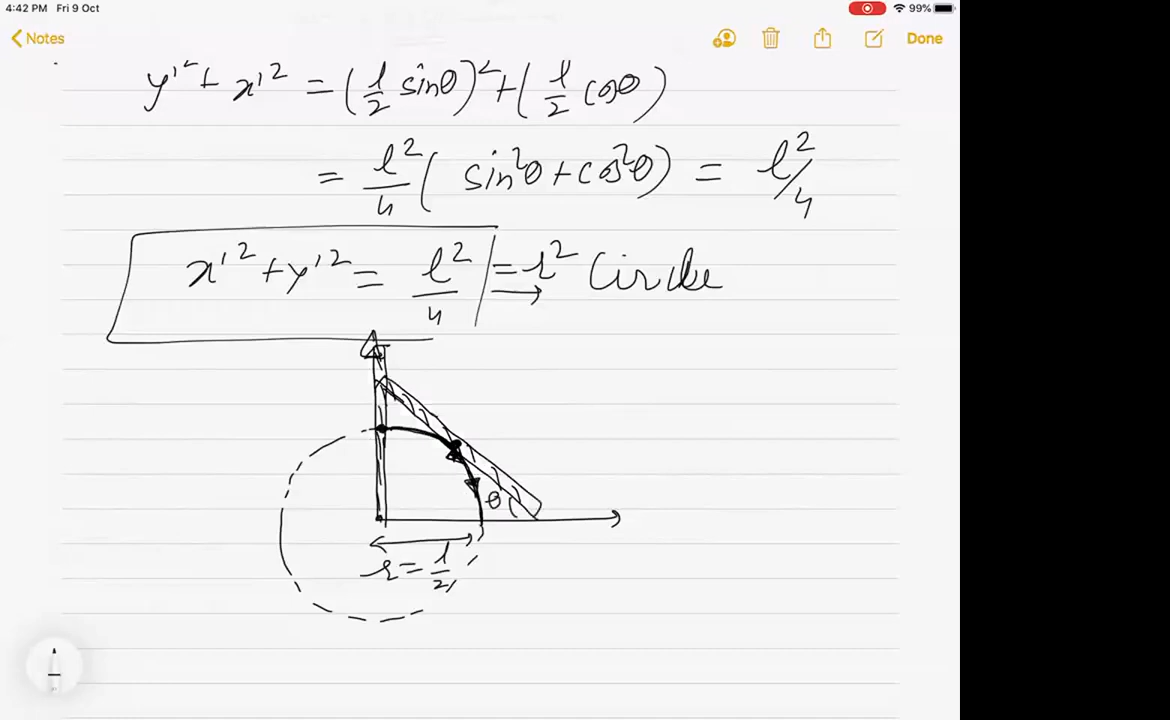 4:42 PM Fri 9 Oct 99%
Notes Done
y'² + x'² = (l/2 sinθ)² + (l/2 cosθ)
= l²/4 ( sin²θ + cos²θ) = l²/4
x'² + y'² = l²/4 = r² Circle
θ
r = l/2